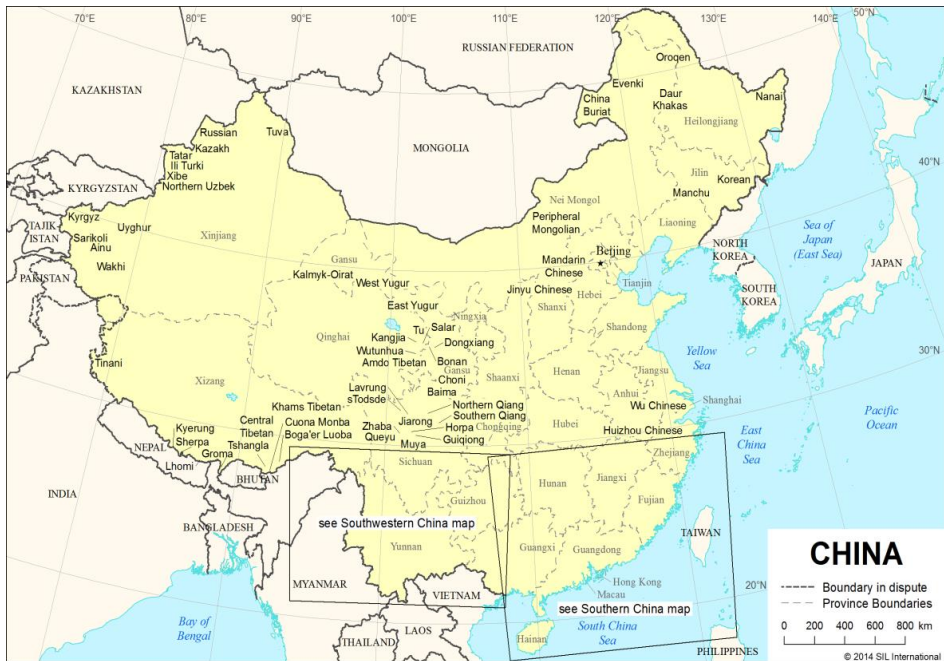 70°E
80°E
90°E
100°E
110°E
120°E
130°E
140°E
50°N
RUSSIAN FEDERATION
KAZAKHSTAN
MONGOLIA
Oroqen
Evenki
China
Buriat
Daur
Khakas
Nanai
Heilongjiang
Russian
Tuva
Kazakh
Tatar
Ili Turki
Xibe
Northern Uzbek
KYRGYZSTAN
40°N
Jilin
Korean
Manchu
Nei Mongol
Liaoning
Kyrgyz
TAJIK
ISTAN
Sarikoli
Ainu
Uyghur
Xinjiang
Wakhi
PAKISTAN
Peripheral
Mongolian
Beijing
Mandarin
Chinese
Tianjin
Hebei
Jinyu Chinese
Shanxi
NORTH
KOREA
SOUTH
KOREA
Sea of
Japan
(East Sea)
JAPAN
Gansu
Kalmyk-Oirat
West Yugur
East Yugur
Ningxia
Qinghai
Tu
Salar
Kangjia
Dongxiang
Wutunhua
Amdo Tibetan
Bonan
Gansu
Choni
Baima
Shaanxi
Shandong
Henan
Jiangsu
Anhui
Yellow
Sea
30°N
Tinani
Xizang
Lavrung
sTodsde
Khams Tibetan
Cuona Monba
Boga'er Luoba
Central
Tibetan
Tshangla
Kyerung
Sherpa
Groma
Lhomi
Zhaba
Queyu
Jiarong
Muya
Northern Qiang
Southern Qiang
Horpa
Guiqiong
Chongqing
Hubei
Wu Chinese
Huizhou Chinese
Shanghai
Zhejiang
East
China
Sea
Pacific
Ocean
NEPAL
BHUTAN
INDIA
BANGLADESH
MYANMAR
Sichuan
Guizhou
see Southwestern China map
Yunnan
Hunan
Jiangxi
Fujian
Guangxi
Guangdong
TAIWAN
20°N
Hong Kong
Macau
see Southern China map
VIETNAM
LAOS
THAILAND
Hainan
South China
Sea
Bay of
Bengal
PHILIPPINES
CHINA
Boundary in dispute
Province Boundaries
0 200 400 600 800 km
© 2014 SIL International